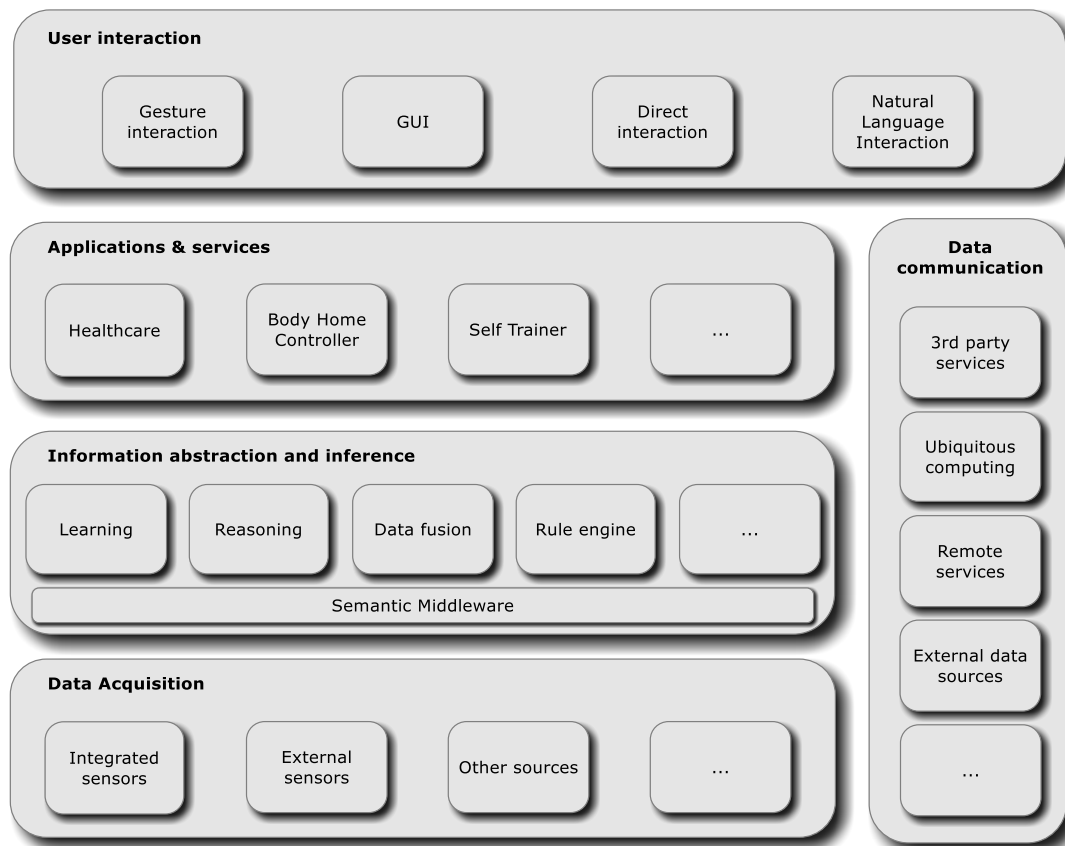 User interaction
Gesture
interaction
GUI
Direct
interaction
Natural
Language
Interaction
Applications & services
Healthcare
Body Home
Controller
Self Trainer
...
Data
communication
3rd party
services
Ubiquitous
computing
Remote
services
External data
sources
...
Information abstraction and inference
Learning
Reasoning
Data fusion
Rule engine
...
Semantic Middleware
Data Acquisition
Integrated
sensors
External
sensors
Other sources
...